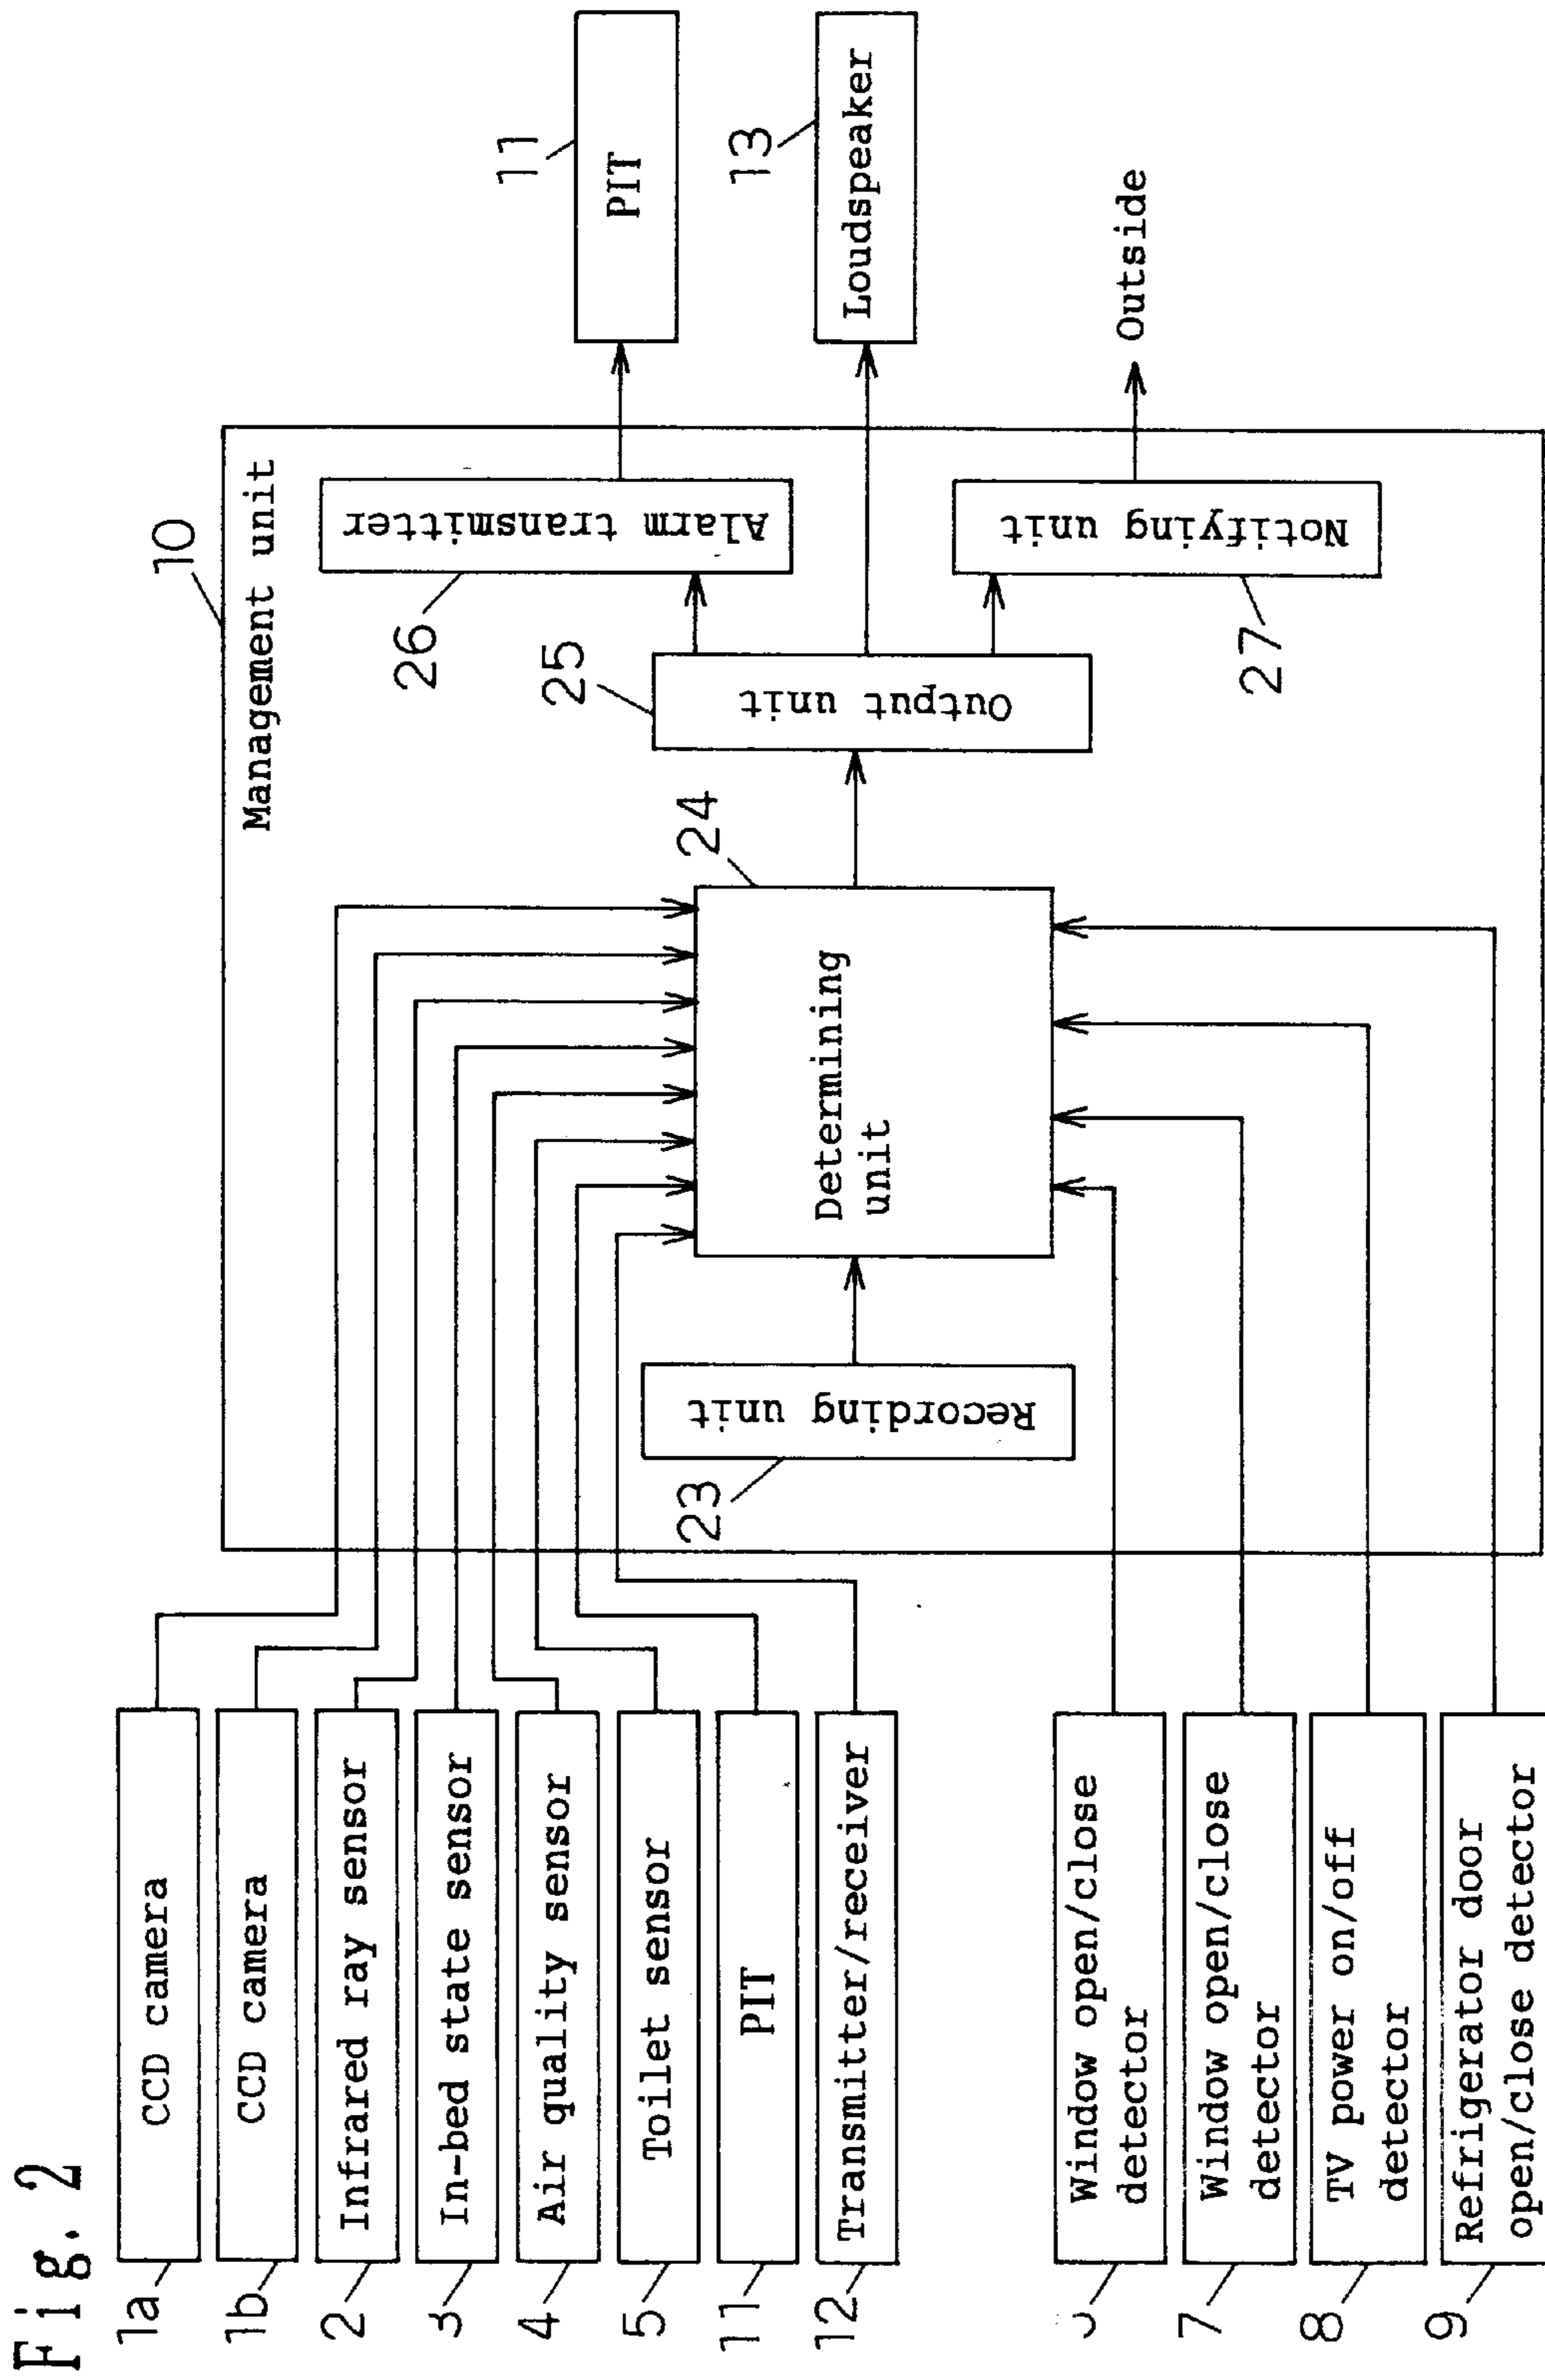 Fig. 2
1a
CCD camera
1b
CCD camera
2
Infrared ray sensor
3
In-bed state sensor
4
Air quality sensor
5
Toilet sensor
11
PIT
12
Transmitter/receiver
Window open/close
detector
7
Window open/close
detector
8
TV power on/off
detector
9
Refrigerator door
open/close detector
10
Management unit
23
Recording unit
24
Determining
unit
25
Output unit
26
Alarm transmitter
27
Notifying unit
11
PIT
13
Loudspeaker
Outside